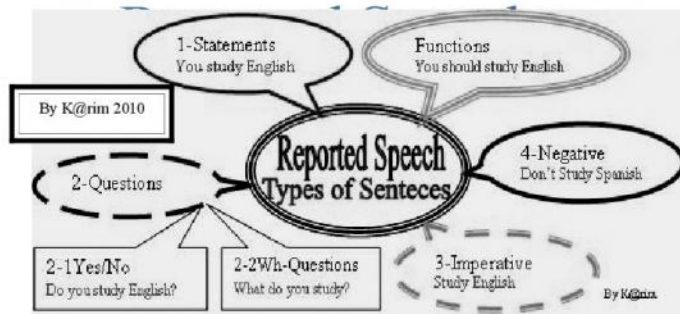 1-Statements
You study English
Functions
You should study English
By K@rim 2010
Reported Speech
Types of Senteces
4-Negative
Don't Study Spanish
2-Questions
2-1Yes/No
Do you study English?
2-2Wh-Questions
What do you study?
3-Imperative
Study English
By K@rim